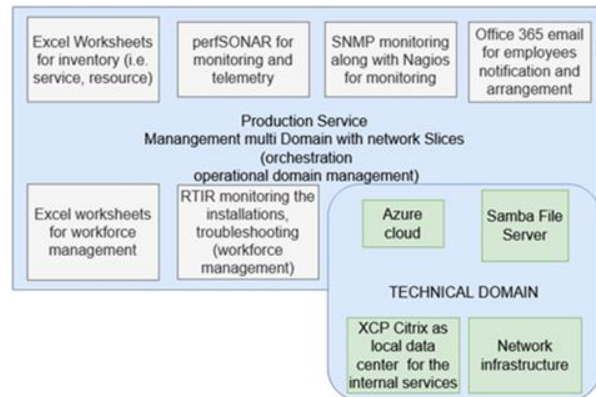 Excel Worksheets
for inventory (i.e.
service, resource)
perfSONAR for
monitoring and
telemetry
SNMP monitoring
along with Nagios
for monitoring
Office 365 email
for employees
notification and
arrangement
Production Service
Manangement multi Domain with network Slices
(orchestration
operational domain management)
Excel worksheets
for workforce
management
RTIR monitoring the
installations,
troubleshooting
(workforce
management)
Azure
cloud
Samba File
Server
TECHNICAL DOMAIN
XCP Citrix as
local data
center for the
internal services
Network
infrastructure